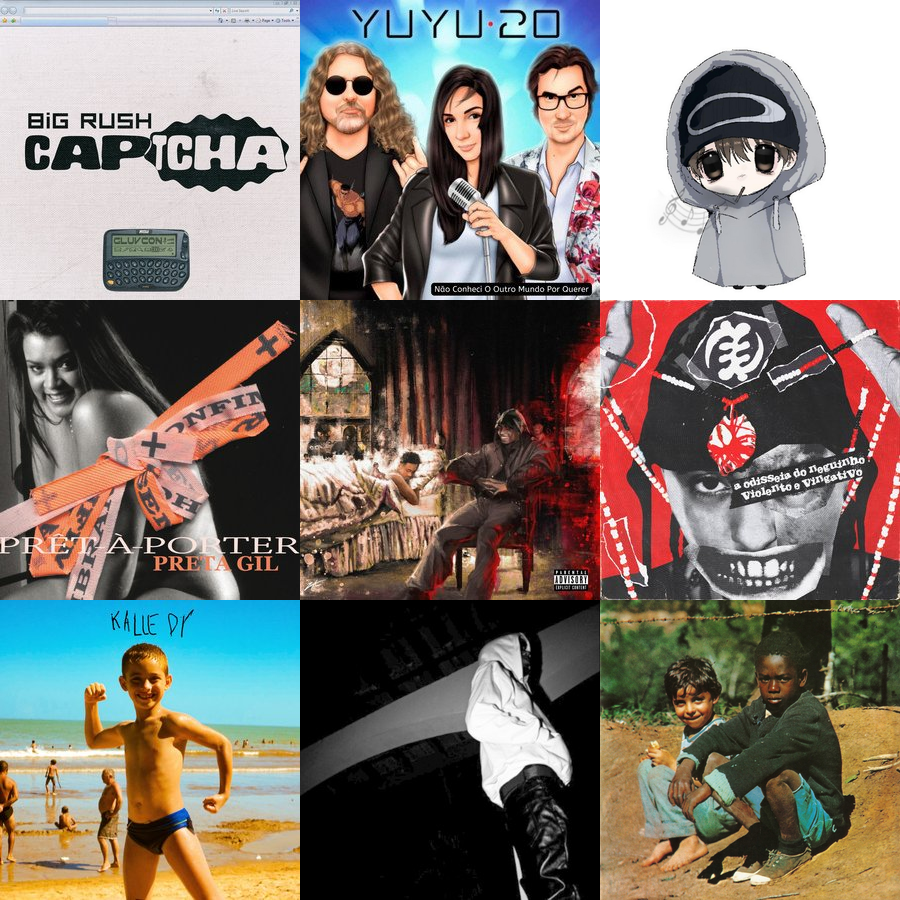 BiG RUSH
CAPTCHA
YUYU·20
Não Conheci O Outro Mundo Por Querer
PRÊT-À-PORTER
PRETA GIL
PARENTAL
ADVISORY
EXPLICIT CONTENT
a odisseia do neguinho
Violento e Vingativo
KALLE DY